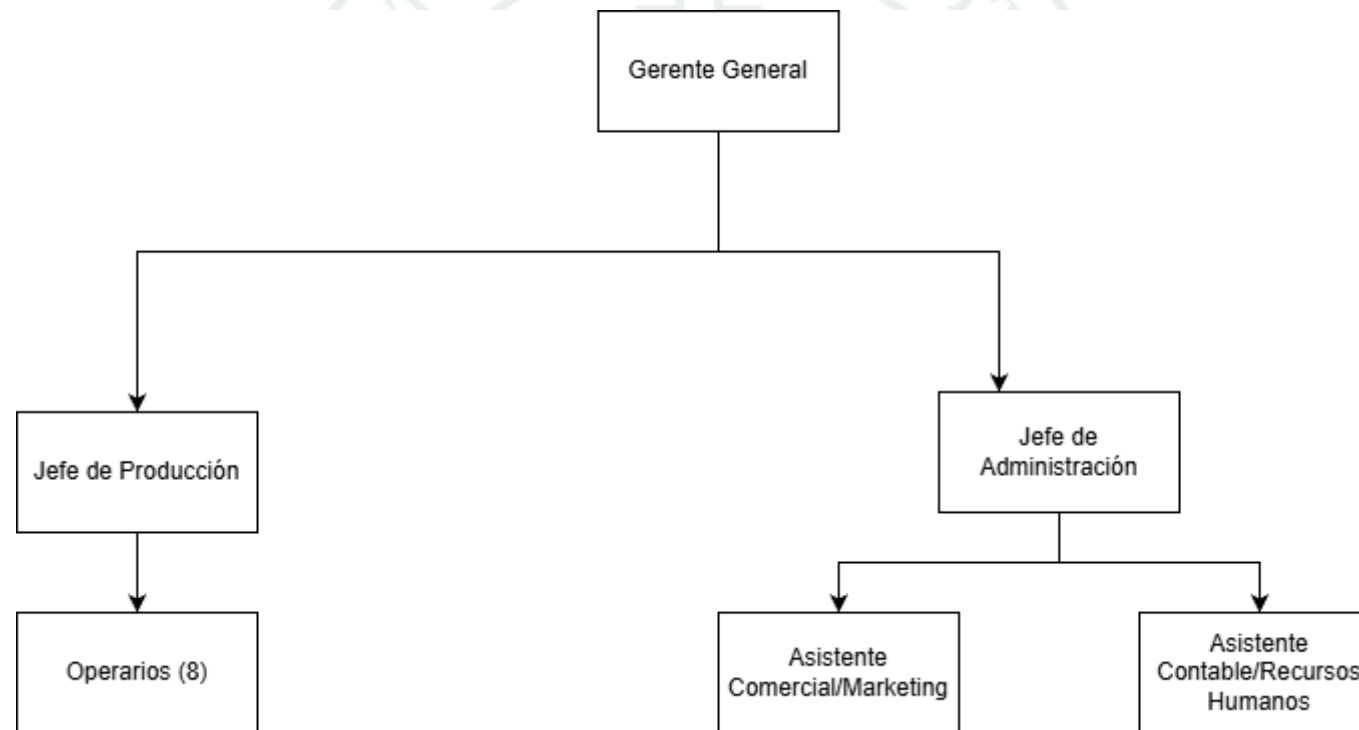 Gerente General
Jefe de Producción
Jefe de
Administración
Operarios (8)
Asistente
Comercial/Marketing
Asistente
Contable/Recursos
Humanos